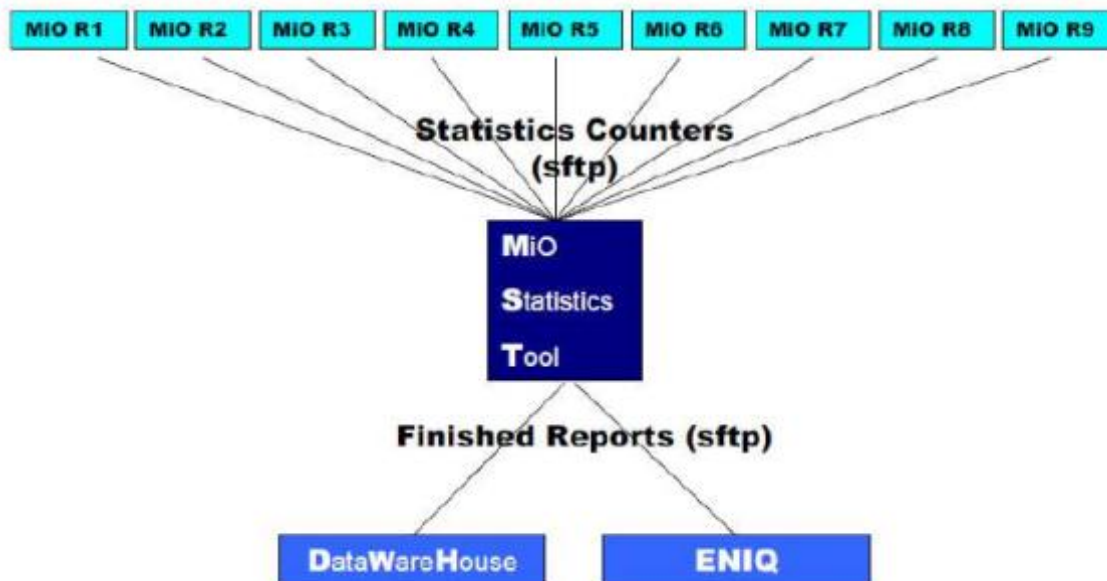 MiO R1 MiO R2 MiO R3 MiO R4 MiO R5 MiO R6 MiO R7 MiO R8 MiO R9
Statistics Counters
(sftp)
MiO
Statistics
Tool
Finished Reports (sftp)
DataWareHouse ENIQ